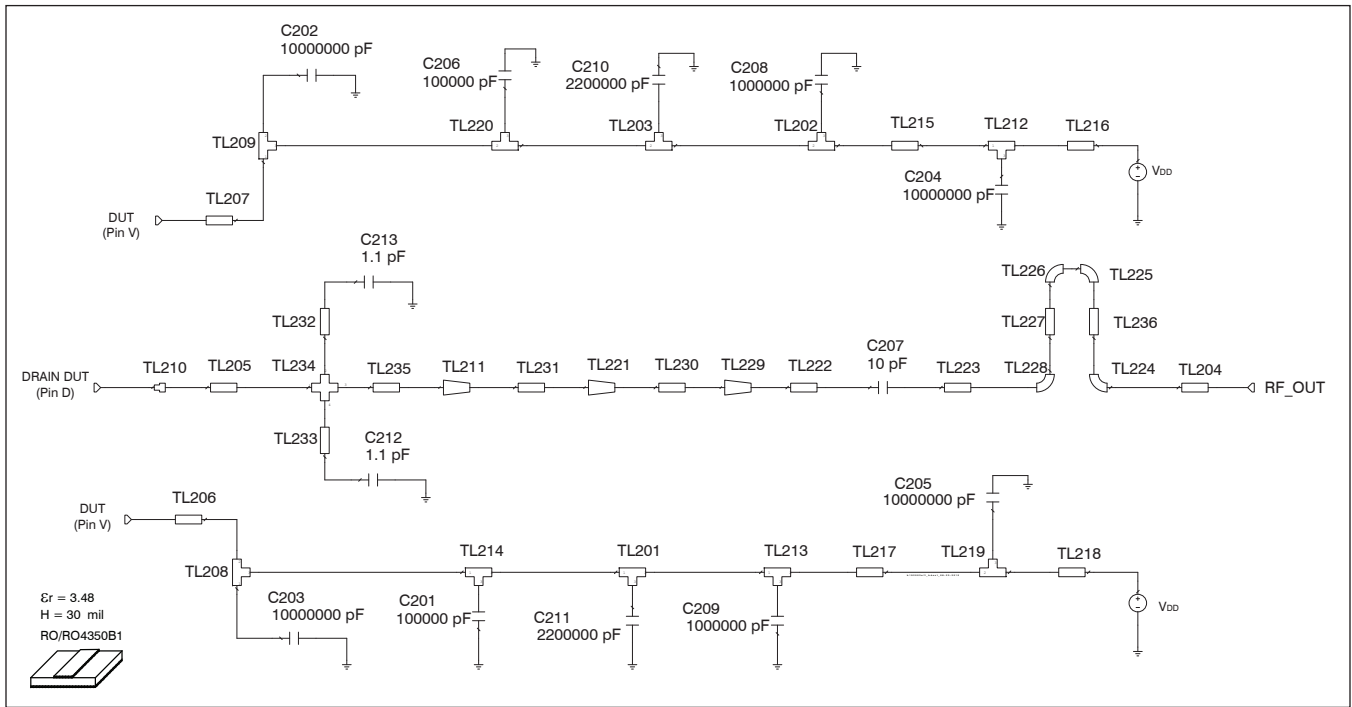 C202
10000000 pF
C206
100000 pF
C210
2200000 pF
C208
1000000 pF
TL209
TL220
TL203
TL202
TL215
TL212
TL216
C204
10000000 pF
VDD
TL207
DUT
(Pin V)
C213
1.1 pF
TL226
TL225
TL232
TL227
TL236
C207
10 pF
DRAIN DUT
(Pin D)
TL210
TL205
TL234
TL235
TL211
TL231
TL221
TL230
TL229
TL222
TL223
TL228
TL224
TL204
RF_OUT
TL233
C212
1.1 pF
C205
10000000 pF
DUT
(Pin V)
TL206
TL208
TL214
TL201
TL213
TL217
TL219
TL218
C203
10000000 pF
C201
100000 pF
C211
2200000 pF
C209
1000000 pF
VDD
Ɛr = 3.48
H = 30 mil
RO/RO4350B1